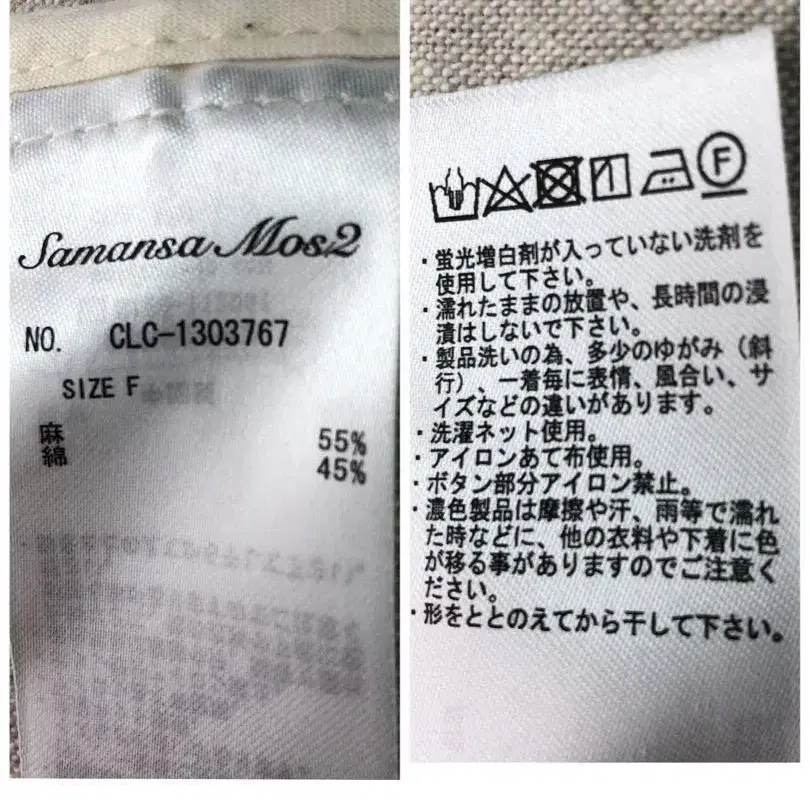 Samansa Mos2
NO. CLC-1303767
SIZE F
麻 55%
綿 45%
F
・蛍光増白剤が入っていない洗剤を
使用して下さい。
・濡れたままの放置や、長時間の浸
漬はしないで下さい。
・製品洗いの為、多少のゆがみ（斜
行）、一着毎に表情、風合い、サ
イズなどの違いがあります。
・洗濯ネット使用。
・アイロンあて布使用。
・ボタン部分アイロン禁止。
・濃色製品は摩擦や汗、雨等で濡れ
た時などに、他の衣料や下着に色
が移る事がありますのでご注意く
ださい。
・形をととのえてから干して下さい。